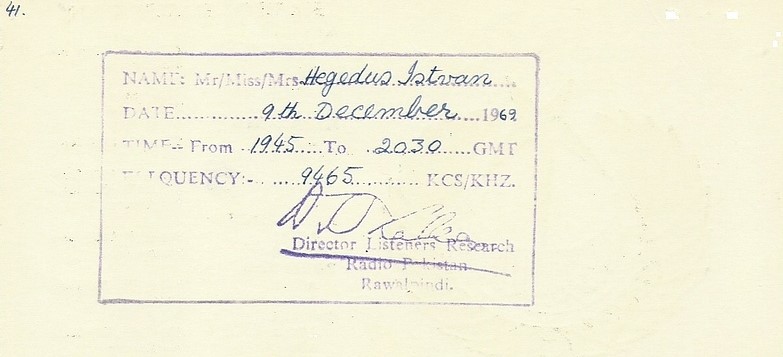 41.
NAME: Mr/Miss/Mrs Hegedus Istvan
DATE.............9th December....1969
TIME-- From 1945....To ..2030.....GMT
FREQUENCY:- ....9465........... KCS/KHZ.
Director Listeners Research
Radio Pakistan
Rawalpindi.